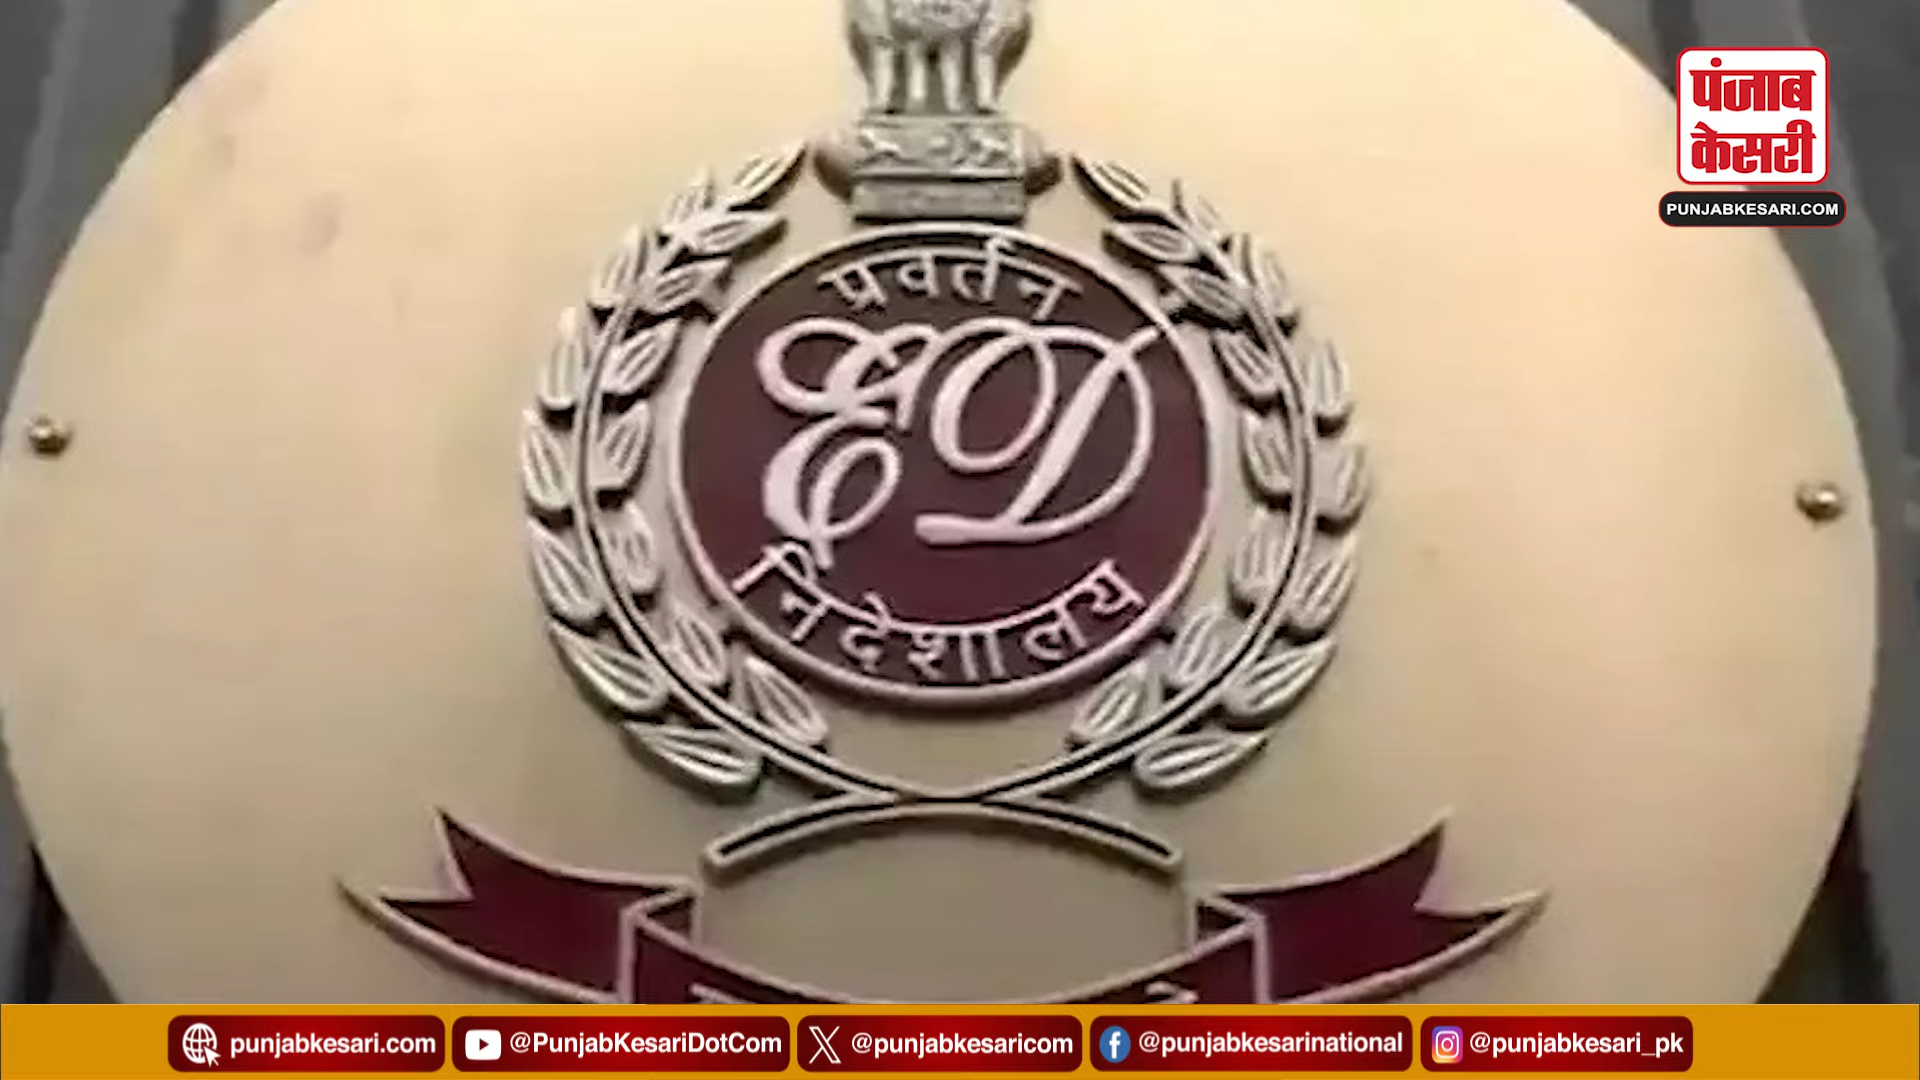 पंजाब
केसरी
PUNJABKESARI.COM
प्रवर्तन
ED
निदेशालय
punjabkesari.com
@PunjabKesariDotCom
@punjabkesaricom
@punjabkesarinational
@punjabkesari_pk